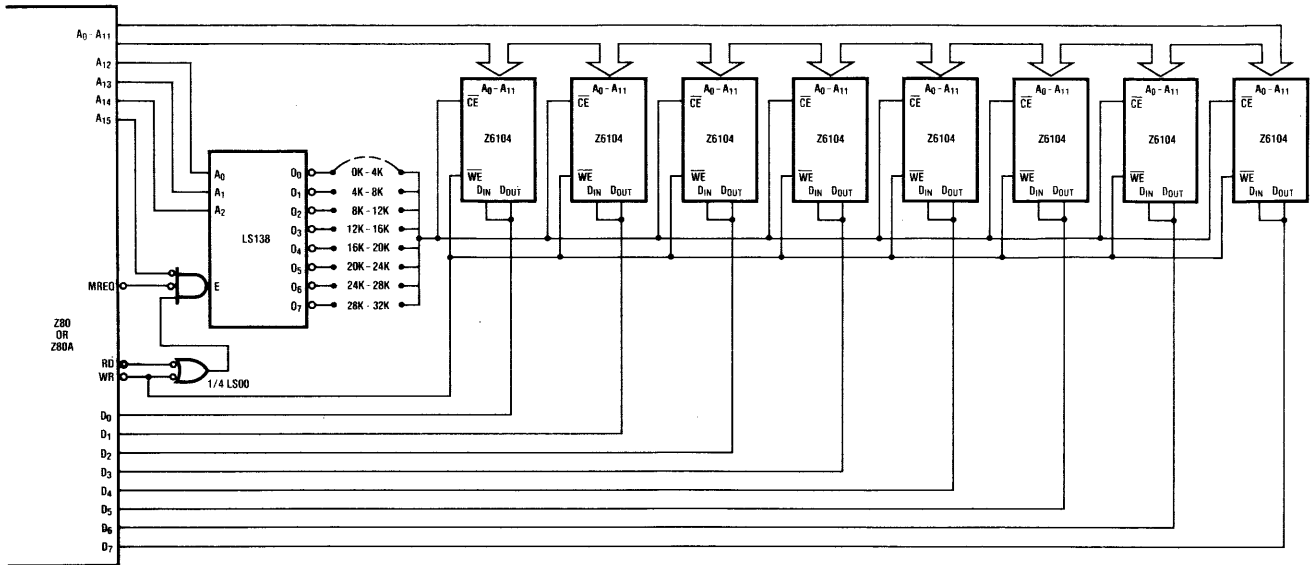 A0 - A11
A12
A13
A14
A15
MREQ
Z80
OR
Z80A
RD
WR
D0
D1
D2
D3
D4
D5
D6
D7
A0
A1
A2
LS138
E
O0
O1
O2
O3
O4
O5
O6
O7
0K - 4K
4K - 8K
8K - 12K
12K - 16K
16K - 20K
20K - 24K
24K - 28K
28K - 32K
1/4 LS00
A0 - A11
CE
Z6104
WE
DIN DOUT
A0 - A11
CE
Z6104
WE
DIN DOUT
A0 - A11
CE
Z6104
WE
DIN DOUT
A0 - A11
CE
Z6104
WE
DIN DOUT
A0 - A11
CE
Z6104
WE
DIN DOUT
A0 - A11
CE
Z6104
WE
DIN DOUT
A0 - A11
CE
Z6104
WE
DIN DOUT
A0 - A11
CE
Z6104
WE
DIN DOUT